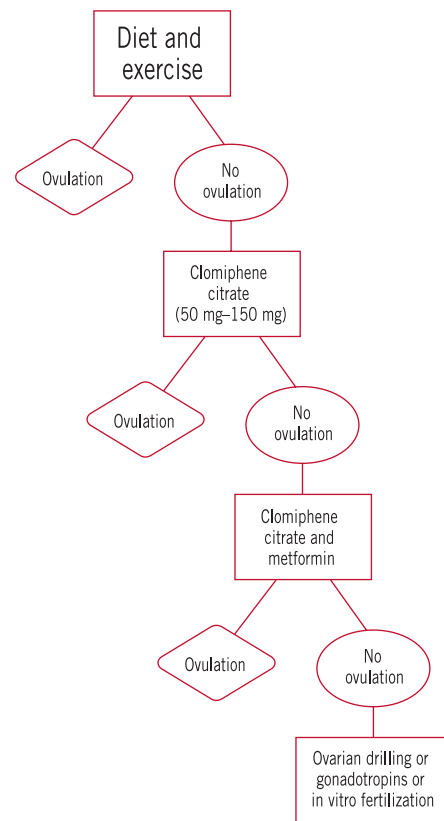 Diet and
exercise
Ovulation
No
ovulation
Clomiphene
citrate
(50 mg–150 mg)
Ovulation
No
ovulation
Clomiphene
citrate and
metformin
Ovulation
No
ovulation
Ovarian drilling or
gonadotropins or
in vitro fertilization